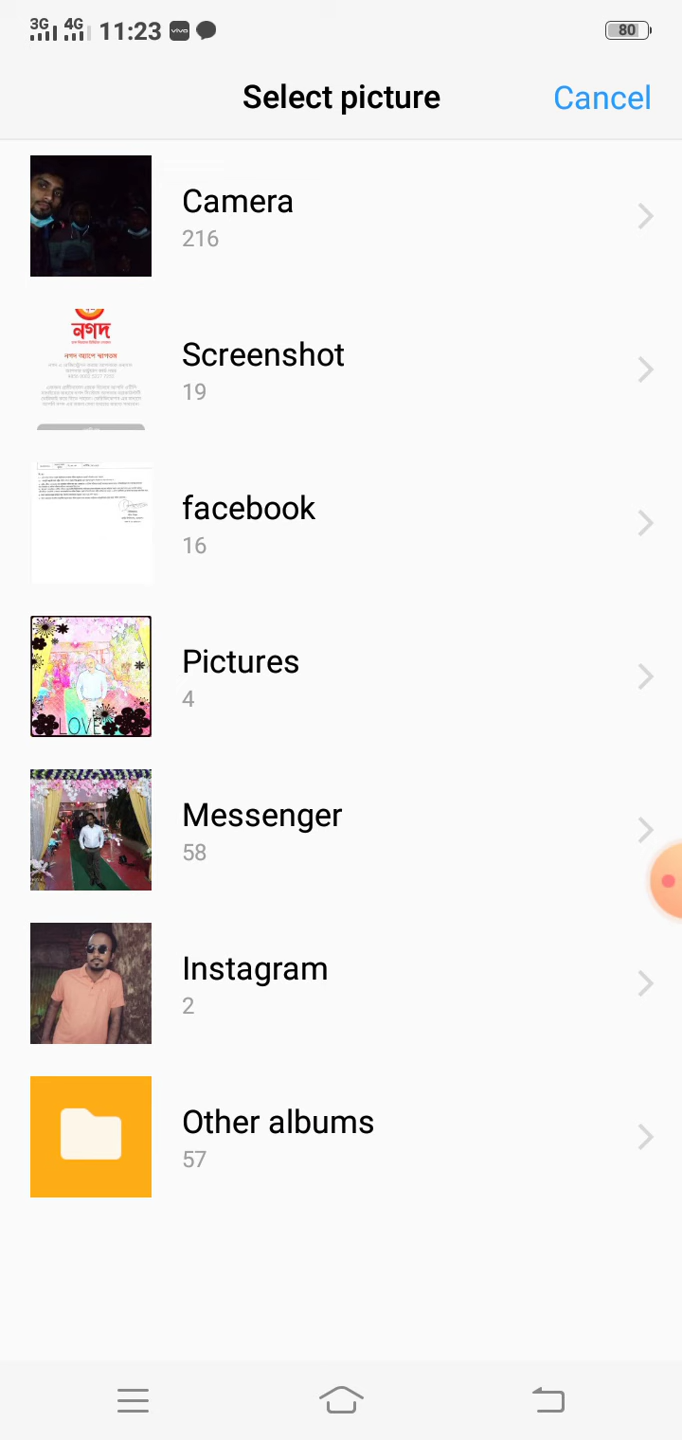 3G 4G 11:23 vivo 80
Select picture Cancel
Camera
216
নগদ
Screenshot
19
facebook
16
Pictures
4
LOVE
Messenger
58
Instagram
2
Other albums
57